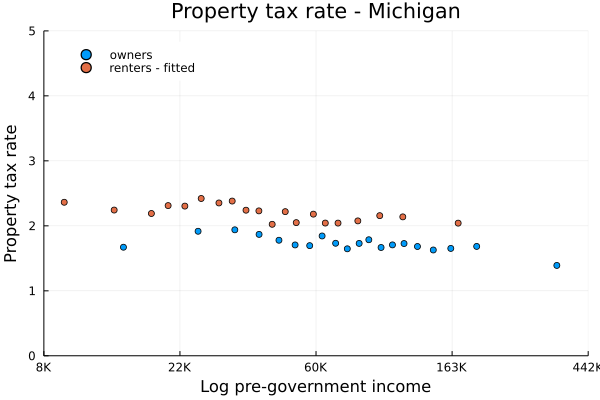 Property tax rate - Michigan
owners
renters - fitted
Property tax rate
5
4
3
2
1
0
8K 22K 60K 163K 442K
Log pre-government income